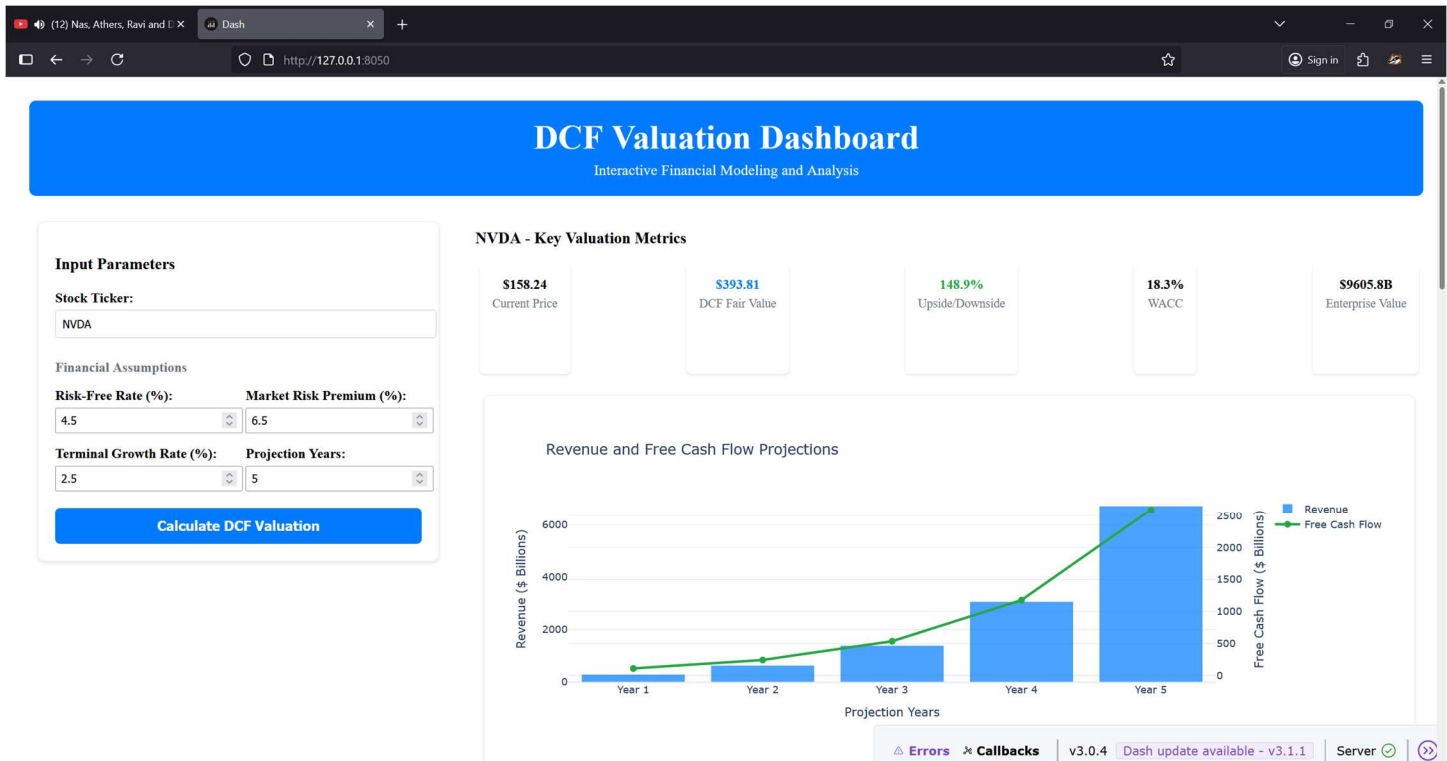 (12) Nas, Athers, Ravi and D
Dash
http://127.0.0.1:8050
Sign in
DCF Valuation Dashboard
Interactive Financial Modeling and Analysis
Input Parameters
Stock Ticker:
NVDA
Financial Assumptions
Risk-Free Rate (%): Market Risk Premium (%):
4.5 6.5
Terminal Growth Rate (%): Projection Years:
2.5 5
Calculate DCF Valuation
NVDA - Key Valuation Metrics
$158.24 $393.81 148.9% 18.3% $9605.8B
Current Price DCF Fair Value Upside/Downside WACC Enterprise Value
Revenue and Free Cash Flow Projections
Revenue ($ Billions)
6000
4000
2000
0
2500
2000
1500
1000
500
0
Free Cash Flow ($ Billions)
Revenue
Free Cash Flow
Year 1 Year 2 Year 3 Year 4 Year 5
Projection Years
Errors Callbacks v3.0.4 Dash update available - v3.1.1 Server